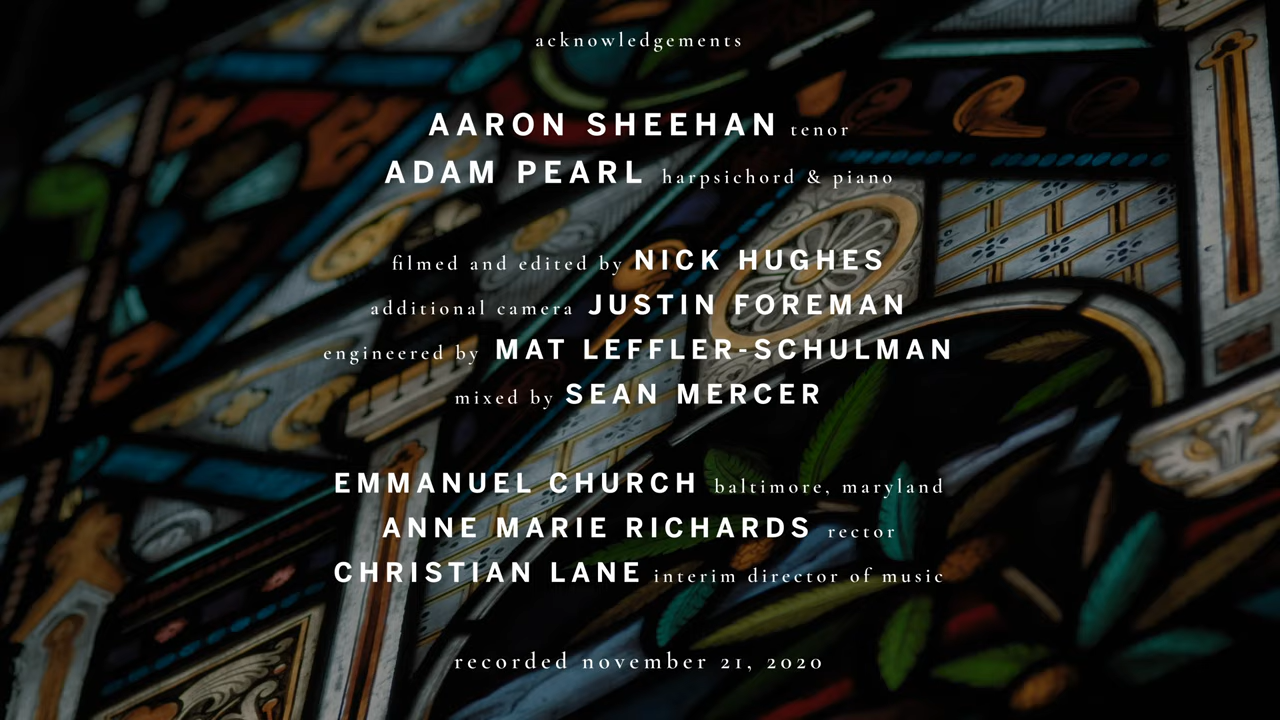 acknowledgements
AARON SHEEHAN tenor
ADAM PEARL harpsichord & piano
filmed and edited by NICK HUGHES
additional camera JUSTIN FOREMAN
engineered by MAT LEFFLER-SCHULMAN
mixed by SEAN MERCER
EMMANUEL CHURCH baltimore, maryland
ANNE MARIE RICHARDS rector
CHRISTIAN LANE interim director of music
recorded november 21, 2020